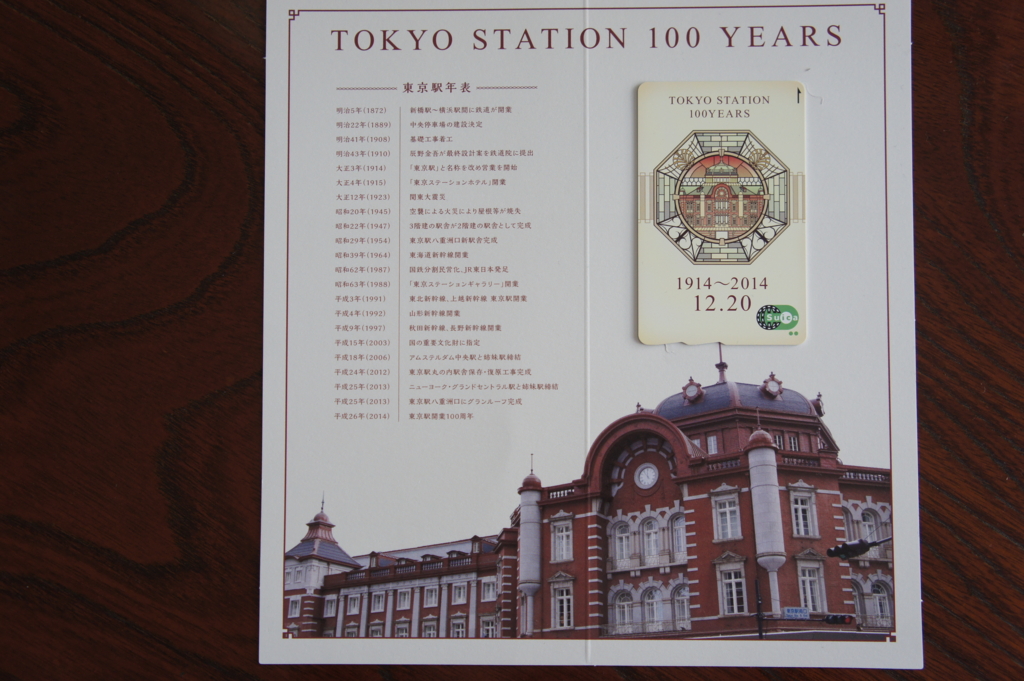 TOKYO STATION 100 YEARS
東京駅年表
明治5年(1872) 新橋駅〜横浜駅間に鉄道が開業
明治22年(1889) 中央停車場の建設決定
明治41年(1908) 基礎工事着工
明治43年(1910) 辰野金吾が最終設計案を鉄道院に提出
大正3年(1914) 「東京駅」と名称を改め営業を開始
大正4年(1915) 「東京ステーションホテル」開業
大正12年(1923) 関東大震災
昭和20年(1945) 空襲による火災により屋根等が焼失
昭和22年(1947) 3階建の駅舎が2階建の駅舎として完成
昭和29年(1954) 東京駅八重洲口新駅舎完成
昭和39年(1964) 東海道新幹線開業
昭和62年(1987) 国鉄分割民営化、JR東日本発足
昭和63年(1988) 「東京ステーションギャラリー」開業
平成3年(1991) 東北新幹線、上越新幹線 東京駅開業
平成4年(1992) 山形新幹線開業
平成9年(1997) 秋田新幹線、長野新幹線開業
平成15年(2003) 国の重要文化財に指定
平成18年(2006) アムステルダム中央駅と姉妹駅締結
平成24年(2012) 東京駅丸の内駅舎保存・復原工事完成
平成25年(2013) ニューヨーク・グランドセントラル駅と姉妹駅締結
平成25年(2013) 東京駅八重洲口にグランルーフ完成
平成26年(2014) 東京駅開業100周年
TOKYO STATION
100YEARS
1914〜2014
12.20
Suica